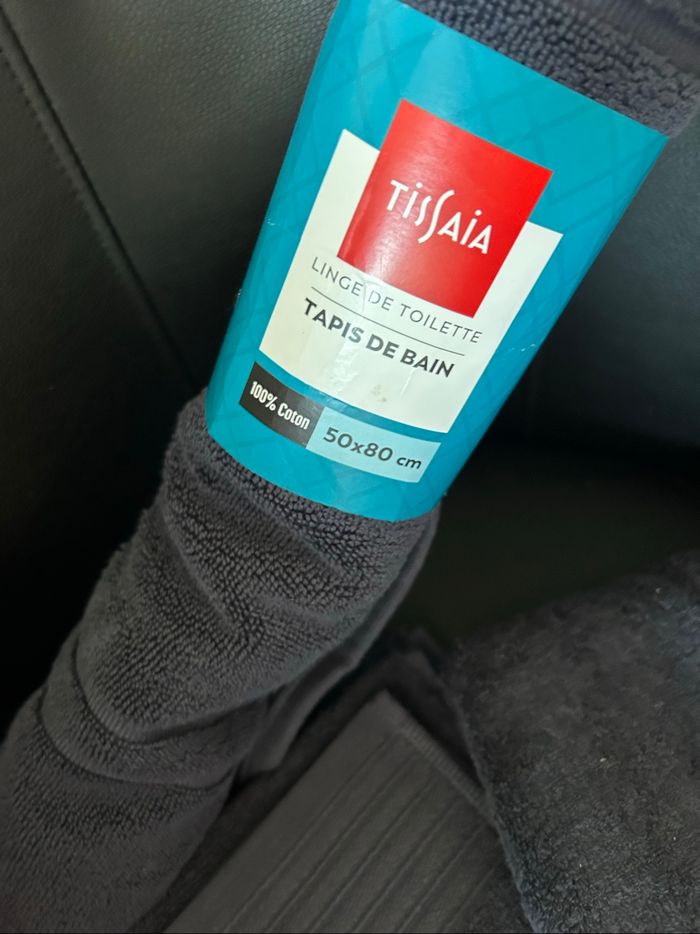 TiSSAiA
LINGE DE TOILETTE
TAPIS DE BAIN
100% Coton
50x80 cm